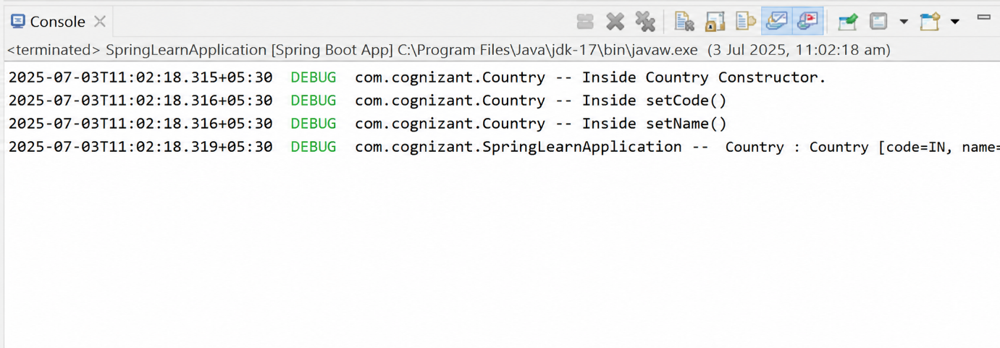 Console
<terminated> SpringLearnApplication [Spring Boot App] C:\Program Files\Java\jdk-17\bin\javaw.exe (3 Jul 2025, 11:02:18 am)
2025-07-03T11:02:18.315+05:30 DEBUG com.cognizant.Country -- Inside Country Constructor.
2025-07-03T11:02:18.316+05:30 DEBUG com.cognizant.Country -- Inside setCode()
2025-07-03T11:02:18.316+05:30 DEBUG com.cognizant.Country -- Inside setName()
2025-07-03T11:02:18.319+05:30 DEBUG com.cognizant.SpringLearnApplication -- Country : Country [code=IN, name=